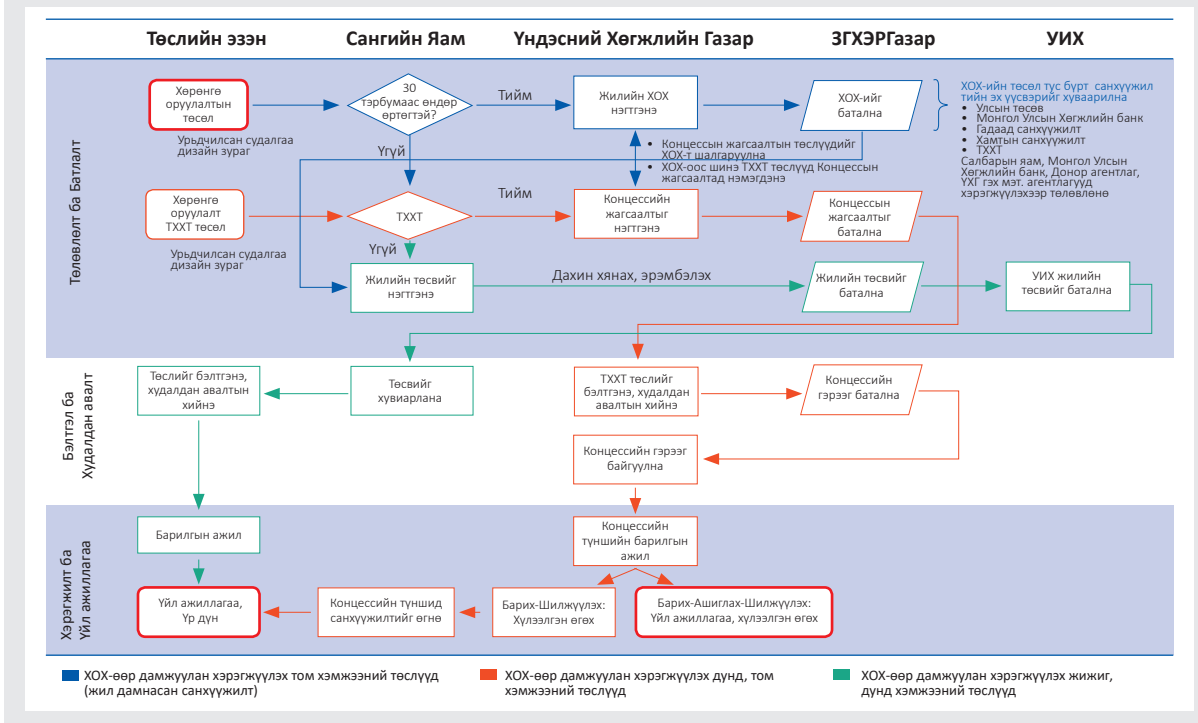 Төслийн эзэн
Сангийн Яам
Үндэсний Хөгжлийн Газар
ЗГХЭРГазар
УИХ
Төлөвлөлт ба Батлалт
Хөрөнгө
оруулалтын
төсөл
Урьдчилсан судалгаа
дизайн зураг
30
тэрбумаас өндөр
өртөгтэй?
Тийм
Үгүй
Жилийн ХОХ
нэгтгэнэ
ХОХ-ийг
батална
ХОХ-ийн төсөл тус бүрт санхүүжил
тийн эх үүсвэрийг хуваарилна
• Улсын төсөв
• Монгол Улсын Хөгжлийн банк
• Гадаад санхүүжилт
• Хамтын санхүүжилт
• ТХХТ
Салбарын яам, Монгол Улсын
Хөгжлийн банк, Донор агентлаг,
ҮХГ гэх мэт. агентлагууд
хэрэгжүүлэхээр төлөвлөнө
• Концессын жагсаалтын төслүүдийг
ХОХ-т шалгаруулна
• ХОХ-оос шинэ ТХХТ төслүүд Концессын
жагсаалтад нэмэгдэнэ
Хөрөнгө
оруулалт
ТХХТ төсөл
Урьдчилсан судалгаа
дизайн зураг
ТХХТ
Тийм
Үгүй
Концессийн
жагсаалтыг
нэгтгэнэ
Концессын
жагсаалтыг
батална
Жилийн төсвийг
нэгтгэнэ
Дахин хянах, эрэмбэлэх
Жилийн төсвийг
батална
УИХ жилийн
төсвийг батална
Бэлтгэл ба
Худалдан авалт
Төслийг бэлтгэнэ,
худалдан авалтын
хийнэ
Төсвийг
хувиарлана
ТХХТ төслийг
бэлтгэнэ, худалдан
авалтын хийнэ
Концессийн
гэрээг батална
Концессийн гэрээг
байгуулна
Хэрэгжилт ба
Үйл ажиллагаа
Барилгын ажил
Концессийн
түншийн барилгын
ажил
Үйл ажиллагаа,
Үр дүн
Концессийн түншид
санхүүжилтийг өгнө
Барих-Шилжүүлэх:
Хүлээлгэн өгөх
Барих-Ашиглах-Шилжүүлэх:
Үйл ажиллагаа, хүлээлгэн өгөх
ХОХ-өөр дамжуулан хэрэгжүүлэх том хэмжээний төслүүд
(жил дамнасан санхүүжилт)
ХОХ-өөр дамжуулан хэрэгжүүлэх дунд, том
хэмжээний төслүүд
ХОХ-өөр дамжуулан хэрэгжүүлэх жижиг,
дунд хэмжээний төслүүд